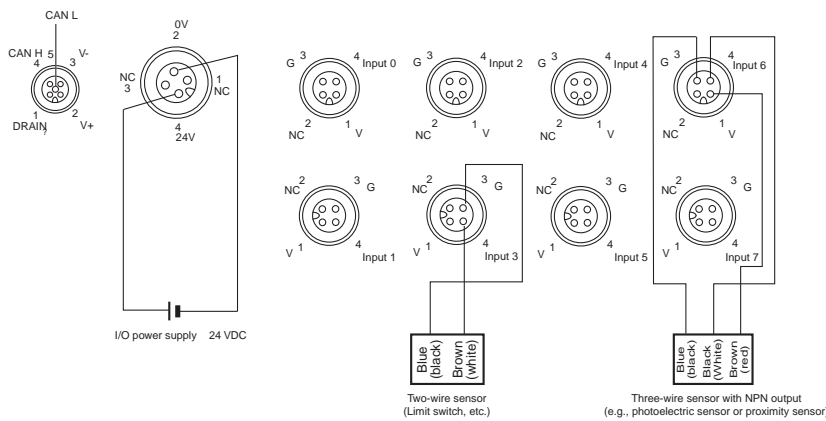 CAN L
CAN H
4
5
3
V-
1
DRAIN
?
2
V+
0V
2
NC
3
1
NC
4
24V
I/O power supply 24 VDC
G
3
4
Input 0
NC
2
1
V
G
3
4
Input 2
NC
2
1
V
G
3
4
Input 4
NC
2
1
V
G
3
4
Input 6
NC
2
1
V
NC
2
3
G
V
1
4
Input 1
NC
2
3
G
V
1
4
Input 3
NC
2
3
G
V
1
4
Input 5
NC
2
3
G
V
1
4
Input 7
Blue
(black)
Brown
(white)
Two-wire sensor
(Limit switch, etc.)
Blue
(black)
Black
(White)
Brown
(red)
Three-wire sensor with NPN output
(e.g., photoelectric sensor or proximity sensor)